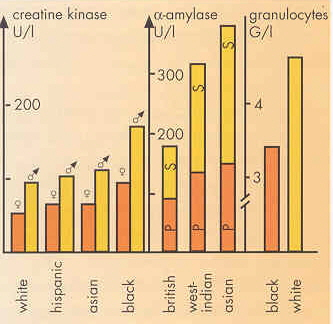 creatine kinase
U/l
α-amylase
U/l
granulocytes
G/l
200
300
200
4
3
♀
♂
♀
♂
♀
♂
♀
♂
S
P
S
P
S
P
white
hispanic
asian
black
british
west-
indian
asian
black
white